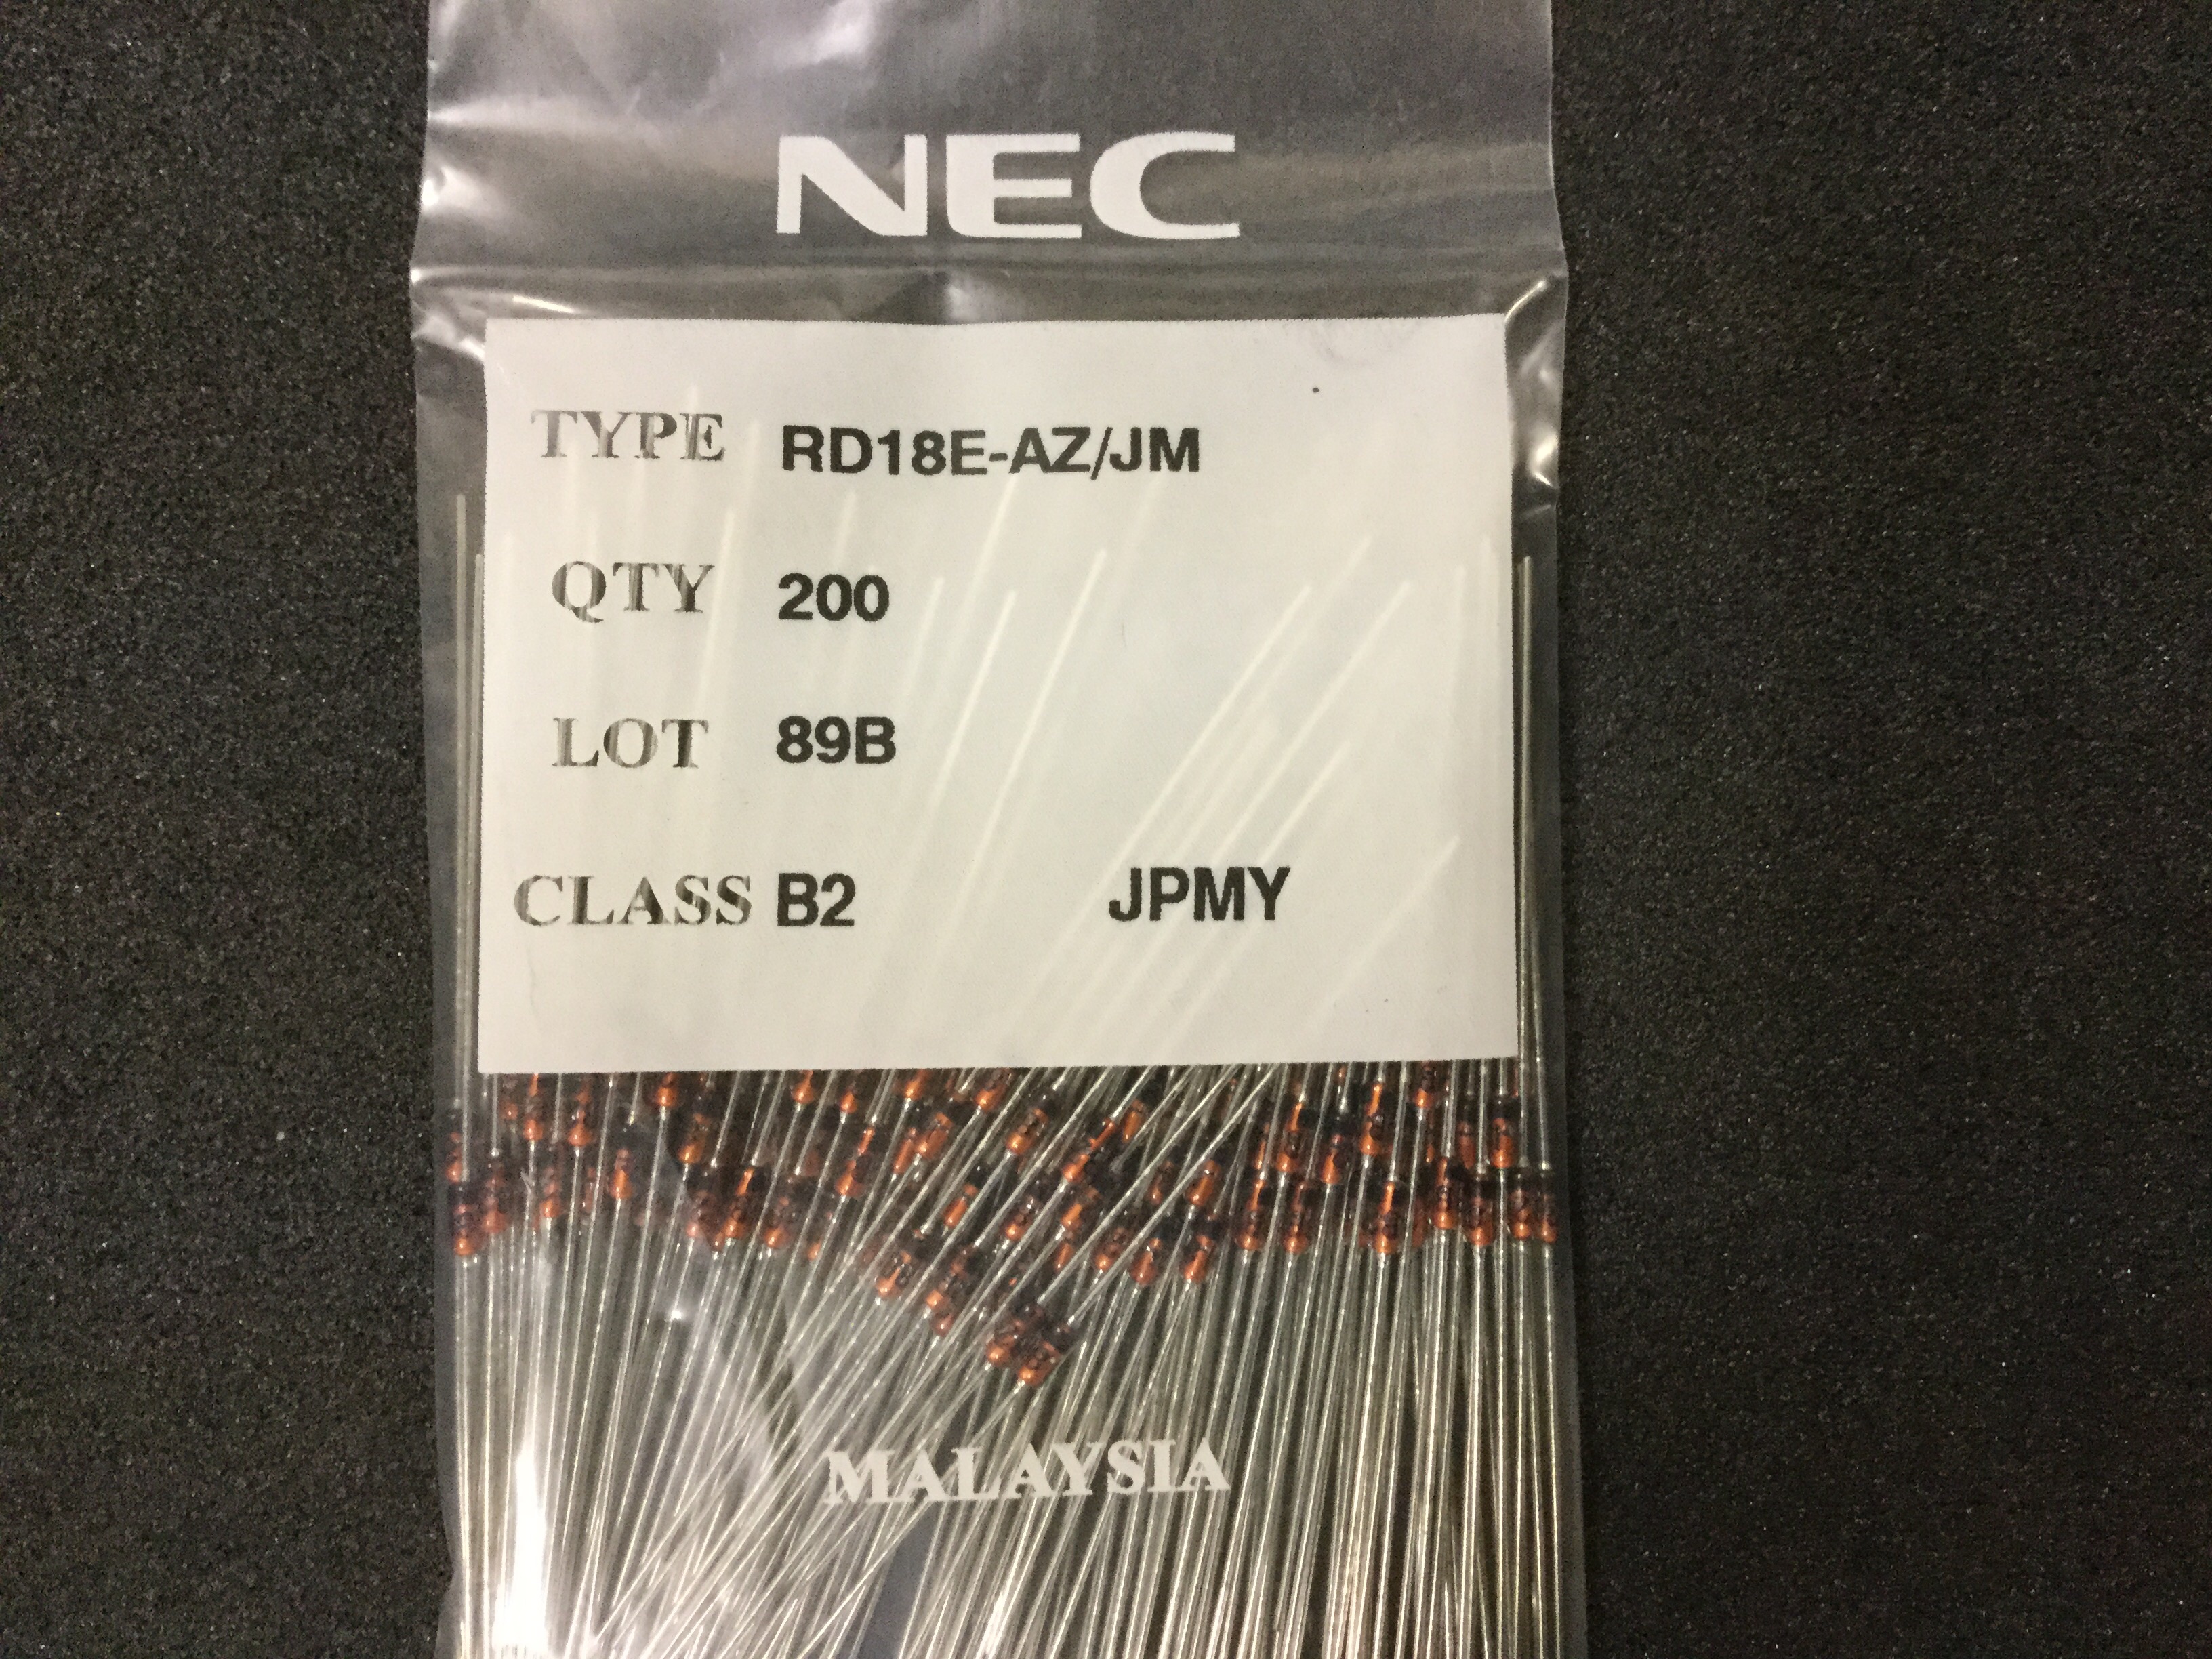 NEC
TYPE RD18E-AZ/JM
QTY 200
LOT 89B
CLASS B2 JPMY
MALAYSIA